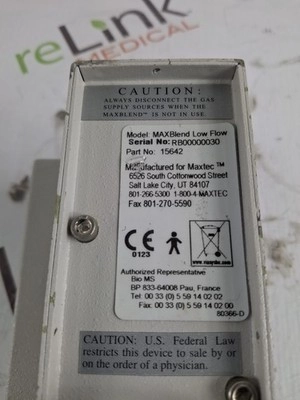 reLink
MEDICAL
CAUTION:
ALWAYS DISCONNECT THE GAS
SUPPLY SOURCES WHEN THE
MAXBLEND™ IS NOT IN USE
Model: MAXBlend Low Flow
Serial No: RB00000030
Part No: 15642
Manufactured for Maxtec™
6526 South Cottonwood Street
Salt Lake City, UT 84107
801-266-5300 1-800-4 MAXTEC
Fax 801-270-5590
CE
0123
Authorized Representative
Bio MS
BP 833-64008 Pau, France
Tel: 00 33 (0) 5 59 14 02 02
Fax: 00 33 (0) 5 59 14 02 00
80366-D
CAUTION: U.S. Federal Law
restricts this device to sale by or
on the order of a physician.